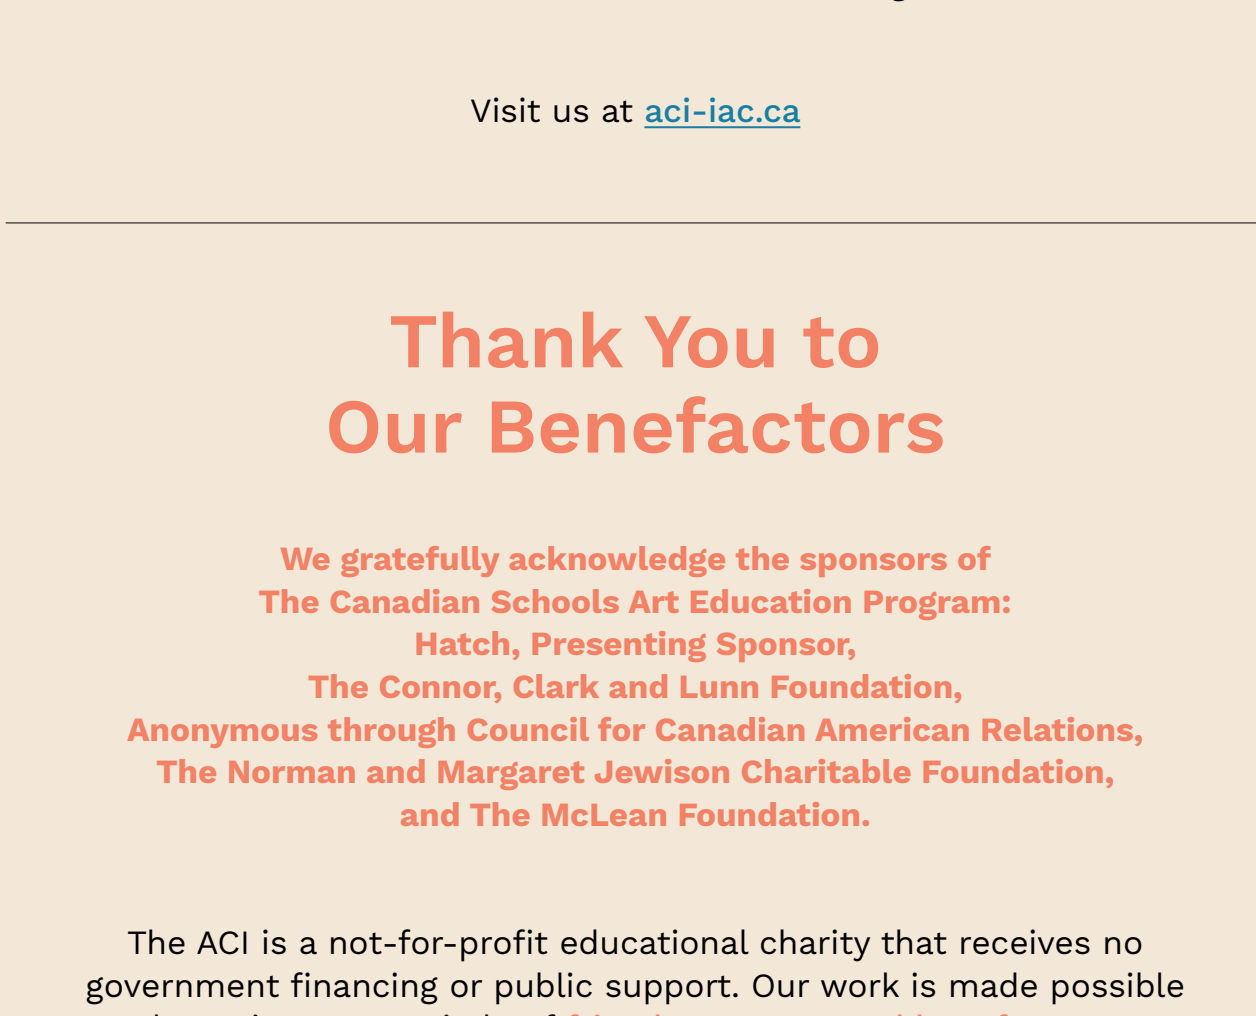 Visit us at aci-iac.ca
Thank You to
Our Benefactors
We gratefully acknowledge the sponsors of
The Canadian Schools Art Education Program:
Hatch, Presenting Sponsor,
The Connor, Clark and Lunn Foundation,
Anonymous through Council for Canadian American Relations,
The Norman and Margaret Jewison Charitable Foundation,
and The McLean Foundation.
The ACI is a not-for-profit educational charity that receives no
government financing or public support. Our work is made possible